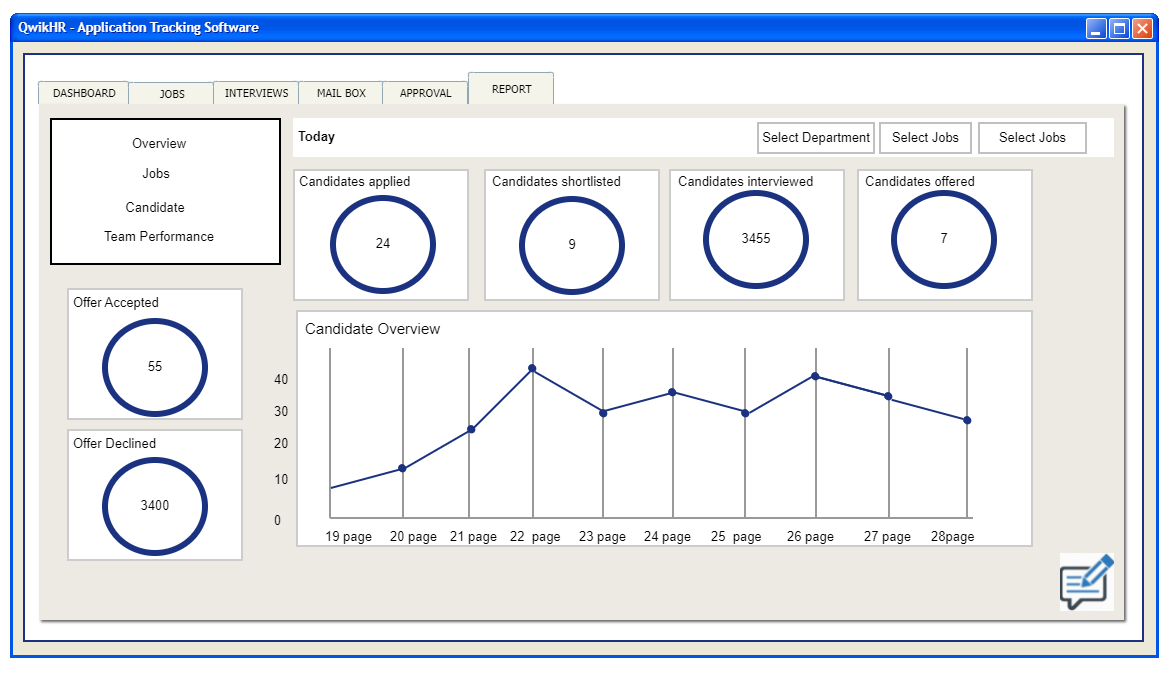 QwikHR - Application Tracking Software
DASHBOARD
JOBS
INTERVIEWS
MAIL BOX
APPROVAL
REPORT
Overview
Jobs
Candidate
Team Performance
Today
Select Department
Select Jobs
Select Jobs
Candidates applied
24
Candidates shortlisted
9
Candidates interviewed
3455
Candidates offered
7
Offer Accepted
55
Offer Declined
3400
Candidate Overview
40
30
20
10
0
19 page
20 page
21 page
22  page
23 page
24 page
25  page
26 page
27 page
28page